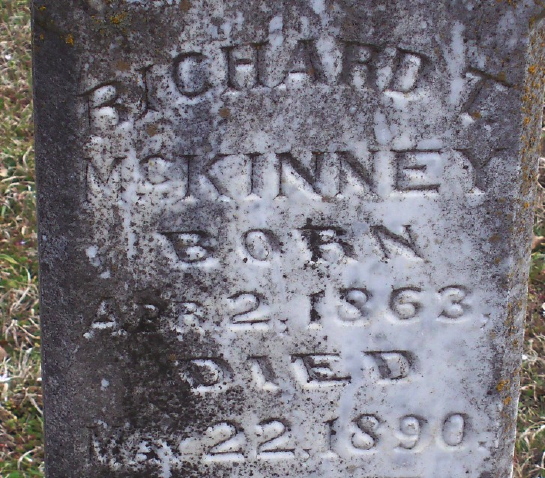 RICHARD T.
McKINNEY
BORN
APR 2, 1863.
DIED
22, 1890.